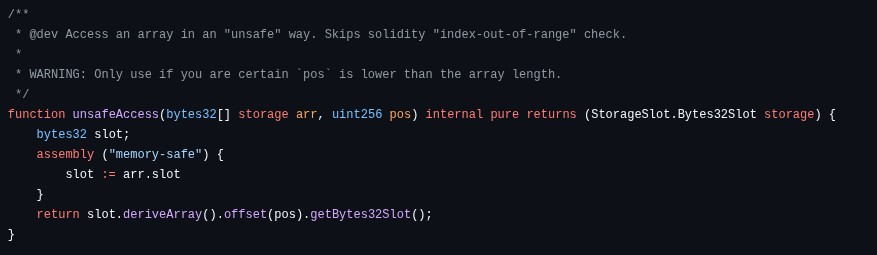 /**
 * @dev Access an array in an "unsafe" way. Skips solidity "index-out-of-range" check.
 *
 * WARNING: Only use if you are certain `pos` is lower than the array length.
 */
function unsafeAccess(bytes32[] storage arr, uint256 pos) internal pure returns (StorageSlot.Bytes32Slot storage) {
    bytes32 slot;
    assembly ("memory-safe") {
        slot := arr.slot
    }
    return slot.deriveArray().offset(pos).getBytes32Slot();
}